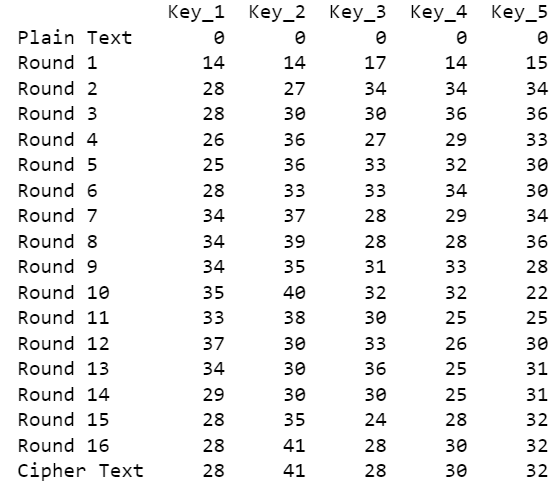 Key_1 Key_2 Key_3 Key_4 Key_5
Plain Text 0 0 0 0 0
Round 1 14 14 17 14 15
Round 2 28 27 34 34 34
Round 3 28 30 30 36 36
Round 4 26 36 27 29 33
Round 5 25 36 33 32 30
Round 6 28 33 33 34 30
Round 7 34 37 28 29 34
Round 8 34 39 28 28 36
Round 9 34 35 31 33 28
Round 10 35 40 32 32 22
Round 11 33 38 30 25 25
Round 12 37 30 33 26 30
Round 13 34 30 36 25 31
Round 14 29 30 30 25 31
Round 15 28 35 24 28 32
Round 16 28 41 28 30 32
Cipher Text 28 41 28 30 32